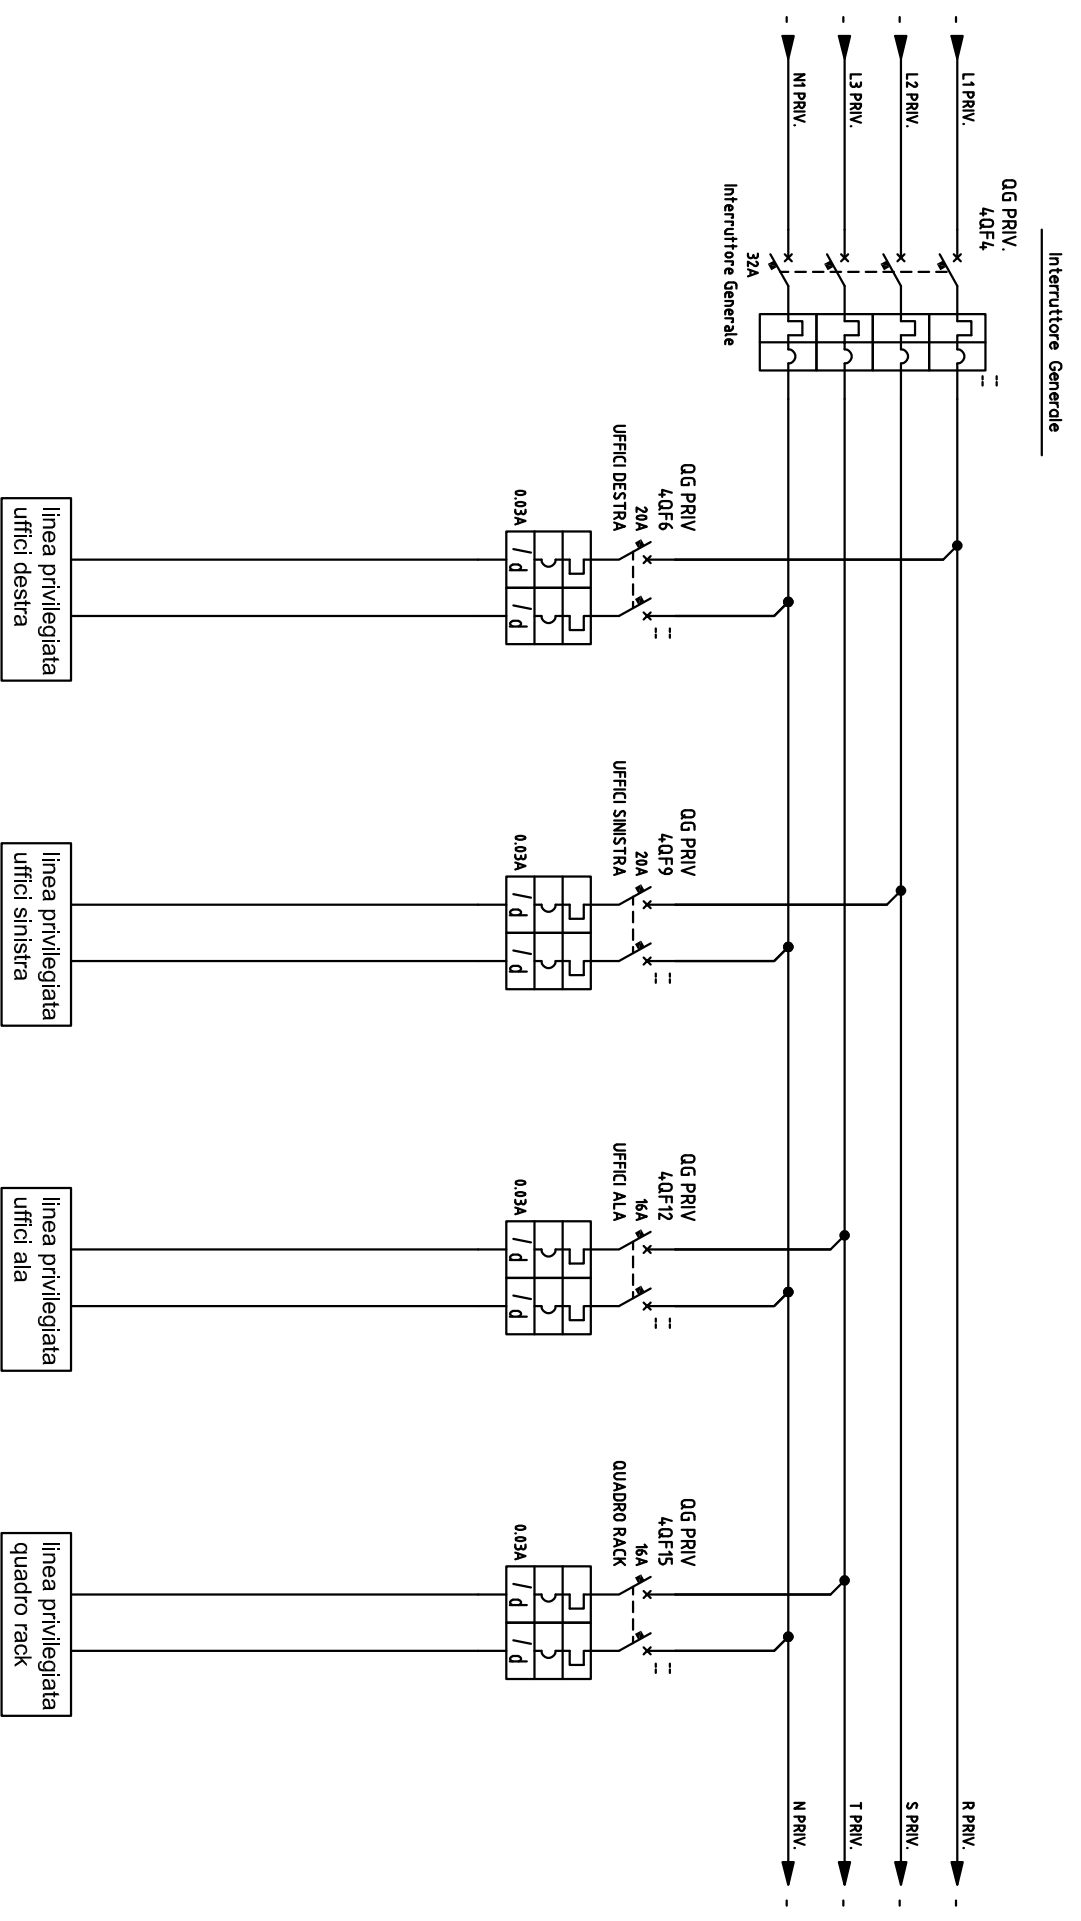 Interruttore Generale
QG PRIV.
4QF4
--
--
-
L1 PRIV.
R PRIV.
-
-
L2 PRIV.
S PRIV.
-
-
L3 PRIV.
T PRIV.
-
-
N1 PRIV.
N PRIV.
-
32A
Interruttore Generale
QG PRIV
4QF6
20A
UFFICI DESTRA
--
--
0.03A
I d
I d
linea privilegiata
uffici destra
QG PRIV
4QF9
20A
UFFICI SINISTRA
--
--
0.03A
I d
I d
linea privilegiata
uffici sinistra
QG PRIV
4QF12
16A
UFFICI ALA
--
--
0.03A
I d
I d
linea privilegiata
uffici ala
QG PRIV
4QF15
16A
QUADRO RACK
--
--
0.03A
I d
I d
linea privilegiata
quadro rack